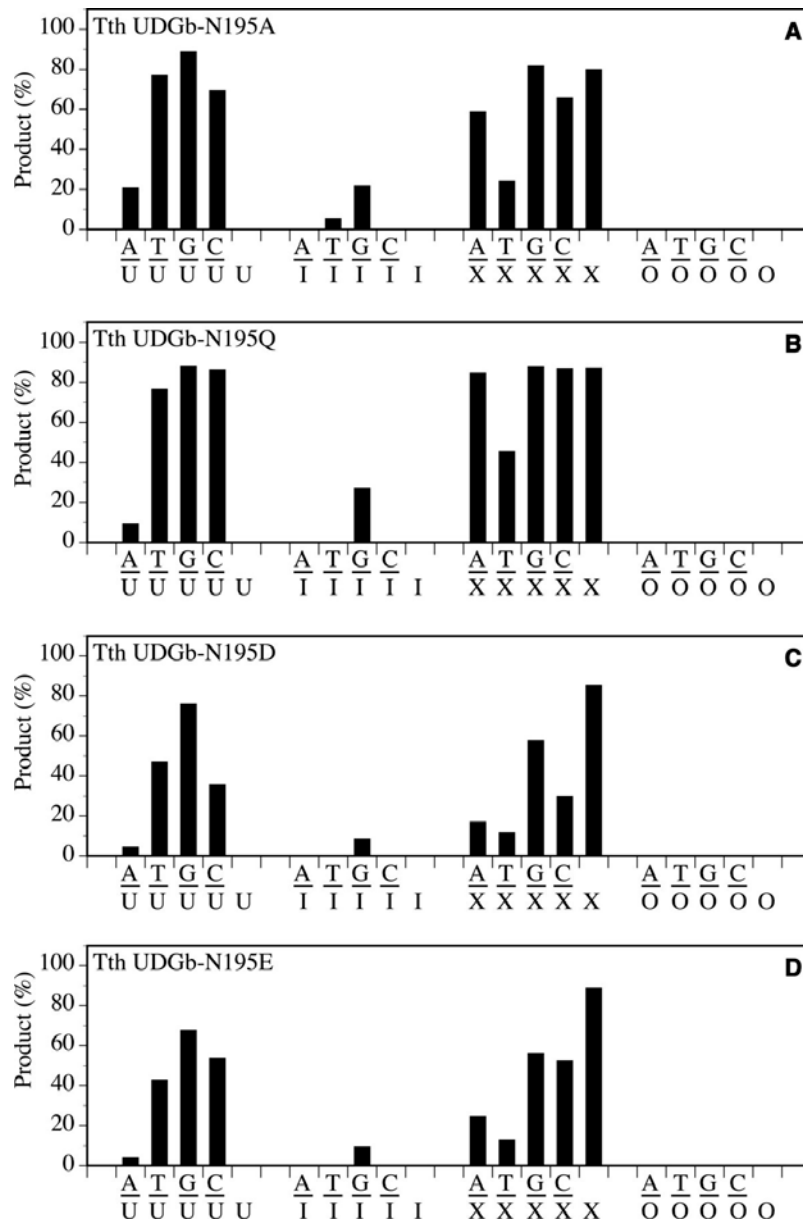 Tth UDGb-N195A
A
100
80
60
40
20
0
Product (%)
A T G C A T G C A T G C A T G C
U U U U U I I I I I X X X X X O O O O O
Tth UDGb-N195Q
B
100
80
60
40
20
0
Product (%)
A T G C A T G C A T G C A T G C
U U U U U I I I I I X X X X X O O O O O
Tth UDGb-N195D
C
100
80
60
40
20
0
Product (%)
A T G C A T G C A T G C A T G C
U U U U U I I I I I X X X X X O O O O O
Tth UDGb-N195E
D
100
80
60
40
20
0
Product (%)
A T G C A T G C A T G C A T G C
U U U U U I I I I I X X X X X O O O O O